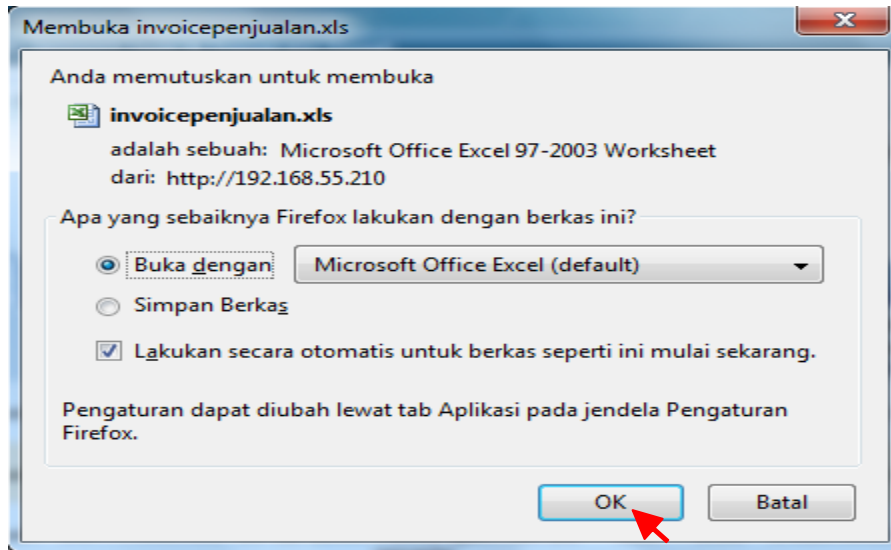 Membuka invoicepenjualan.xls
Anda memutuskan untuk membuka
invoicepenjualan.xls
adalah sebuah: Microsoft Office Excel 97-2003 Worksheet
dari: http://192.168.55.210
Apa yang sebaiknya Firefox lakukan dengan berkas ini?
Buka dengan Microsoft Office Excel (default)
Simpan Berkas
Lakukan secara otomatis untuk berkas seperti ini mulai sekarang.
Pengaturan dapat diubah lewat tab Aplikasi pada jendela Pengaturan
Firefox.
OK Batal